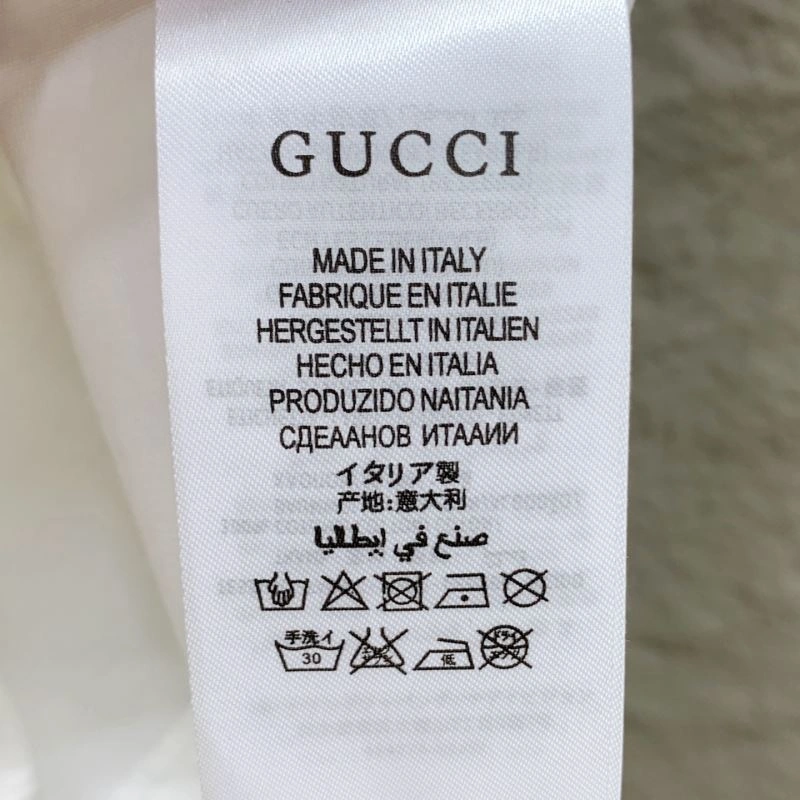 GUCCI
MADE IN ITALY
FABRIQUE EN ITALIE
HERGESTELLT IN ITALIEN
HECHO EN ITALIA
PRODUZIDO NAITANIA
СДЕААНОВ ИТААИИ
イタリア製
产地:意大利
صنع في إيطاليا
手洗イ
30
低